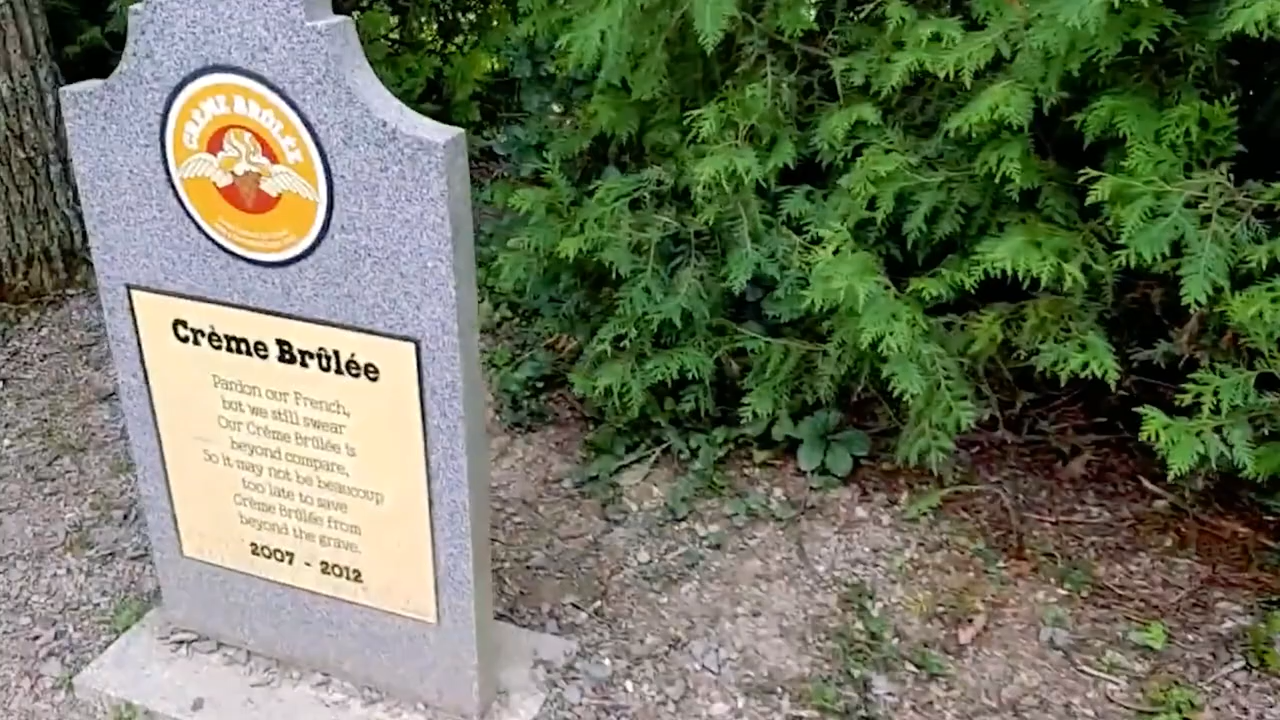 CRÈME BRÛLÉE
Crème Brûlée
Pardon our French,
but we still swear
Our Crème Brûlée is
beyond compare,
So it may not be beaucoup
too late to save
Crème Brûlée from
beyond the grave.
2007 - 2012